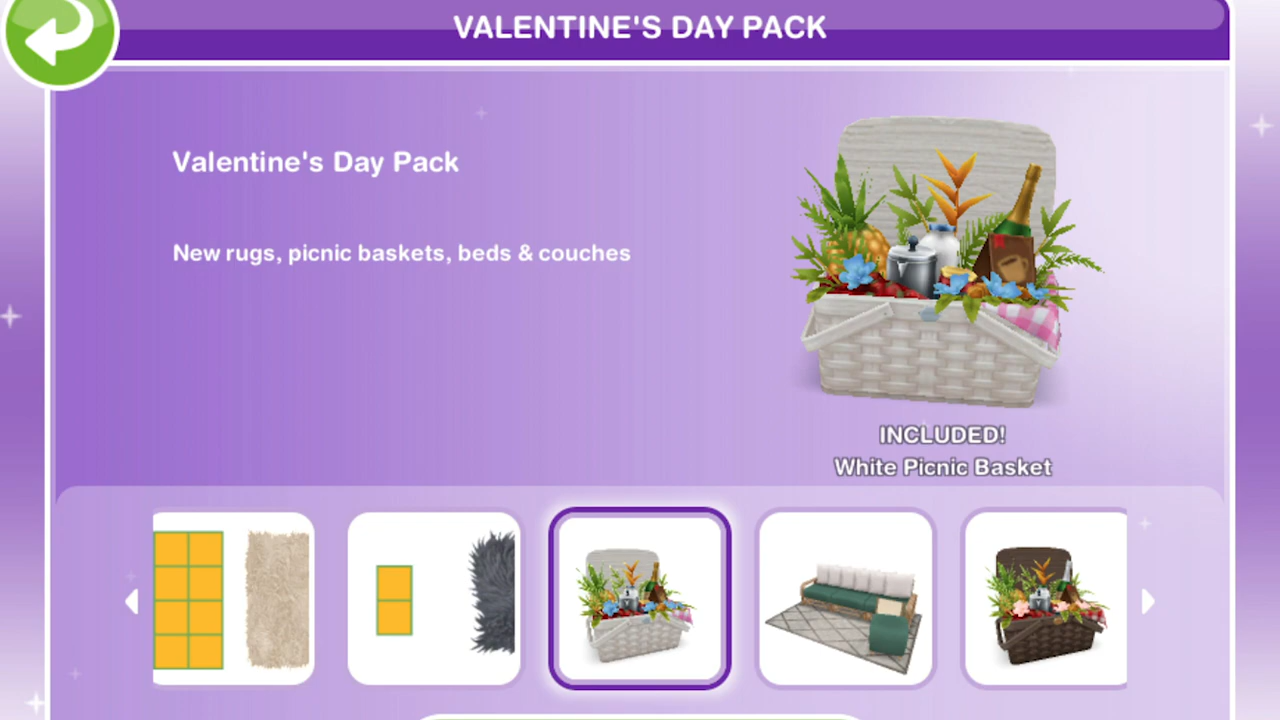 VALENTINE'S DAY PACK
Valentine's Day Pack
New rugs, picnic baskets, beds & couches
INCLUDED!
White Picnic Basket